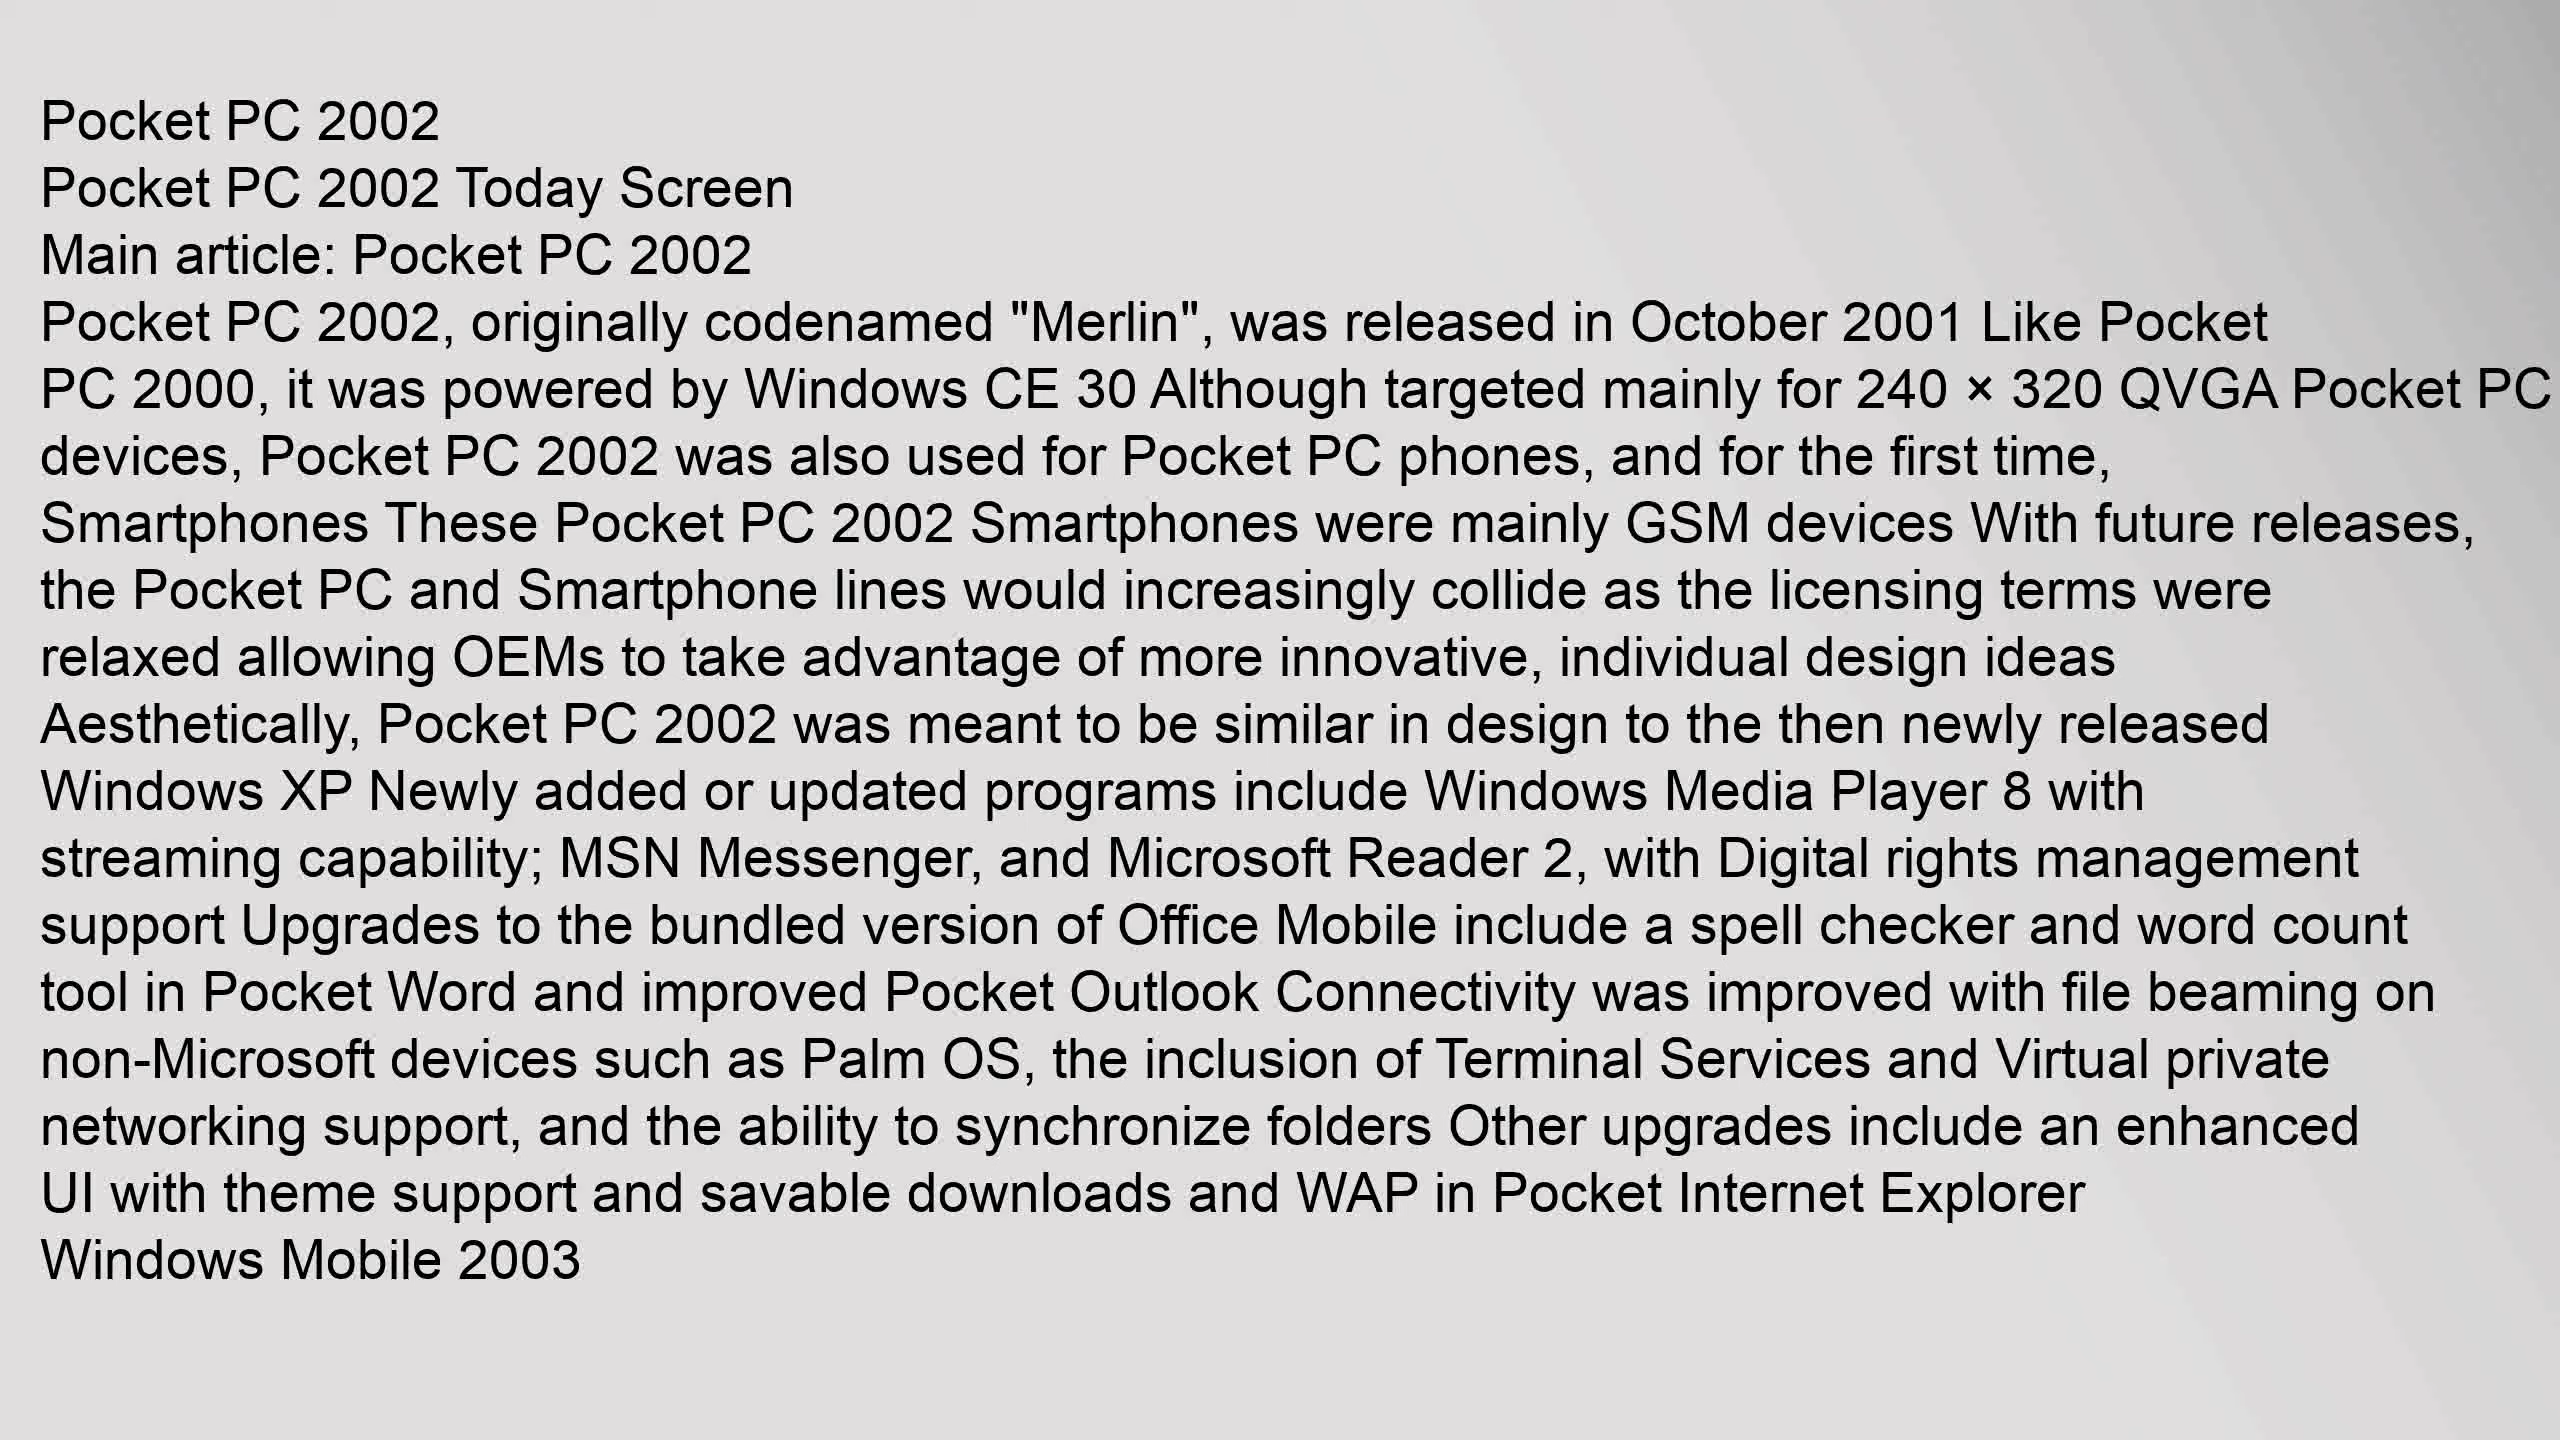 Pocket PC 2002
Pocket PC 2002 Today Screen
Main article: Pocket PC 2002
Pocket PC 2002, originally codenamed "Merlin", was released in October 2001 Like Pocket
PC 2000, it was powered by Windows CE 30 Although targeted mainly for 240 × 320 QVGA Pocket PC
devices, Pocket PC 2002 was also used for Pocket PC phones, and for the first time,
Smartphones These Pocket PC 2002 Smartphones were mainly GSM devices With future releases,
the Pocket PC and Smartphone lines would increasingly collide as the licensing terms were
relaxed allowing OEMs to take advantage of more innovative, individual design ideas
Aesthetically, Pocket PC 2002 was meant to be similar in design to the then newly released
Windows XP Newly added or updated programs include Windows Media Player 8 with
streaming capability; MSN Messenger, and Microsoft Reader 2, with Digital rights management
support Upgrades to the bundled version of Office Mobile include a spell checker and word count
tool in Pocket Word and improved Pocket Outlook Connectivity was improved with file beaming on
non-Microsoft devices such as Palm OS, the inclusion of Terminal Services and Virtual private
networking support, and the ability to synchronize folders Other upgrades include an enhanced
UI with theme support and savable downloads and WAP in Pocket Internet Explorer
Windows Mobile 2003